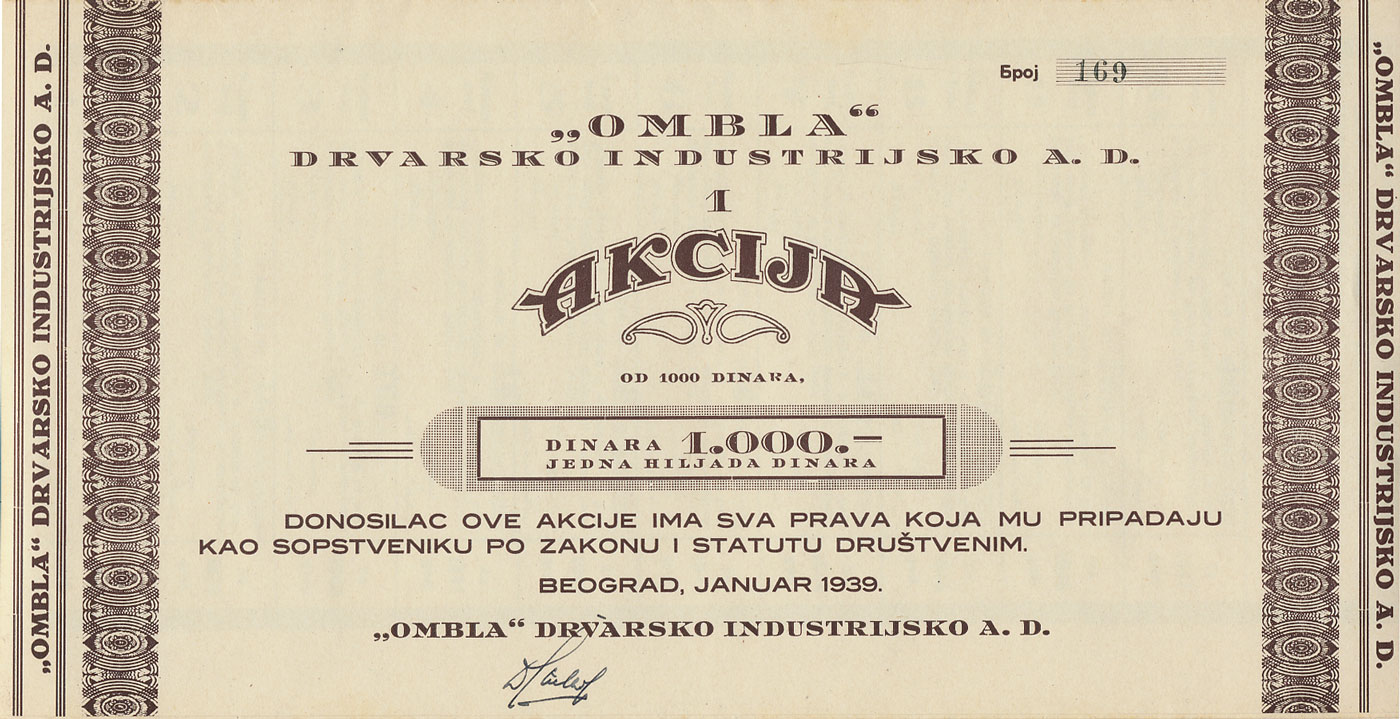 Број 169
„OMBLA“
DRVARSKO INDUSTRIJSKO A. D.
1
AKCIJA
OD 1000 DINARA,
DINARA 1.000.—
JEDNA HILJADA DINARA
DONOSILAC OVE AKCIJE IMA SVA PRAVA KOJA MU PRIPADAJU
KAO SOPSTVENIKU PO ZAKONU I STATUTU DRUŠTVENIM.
BEOGRAD, JANUAR 1939.
„OMBLA“ DRVARSKO INDUSTRIJSKO A. D.
„OMBLA“ DRVARSKO INDUSTRIJSKO A. D.
„OMBLA“ DRVARSKO INDUSTRIJSKO A. D.